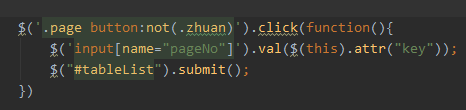 $('.page button:not(.zhuan)').click(function(){
    $('input[name="pageNo"]').val($(this).attr("key"));
    $("#tableList").submit();
})